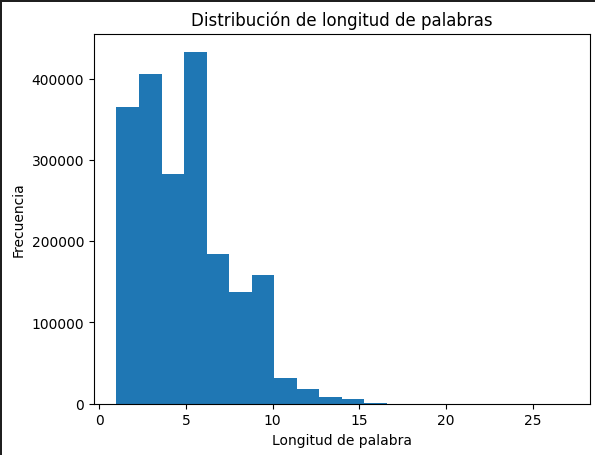 Distribución de longitud de palabras
400000
300000
200000
100000
0
Frecuencia
0 5 10 15 20 25
Longitud de palabra